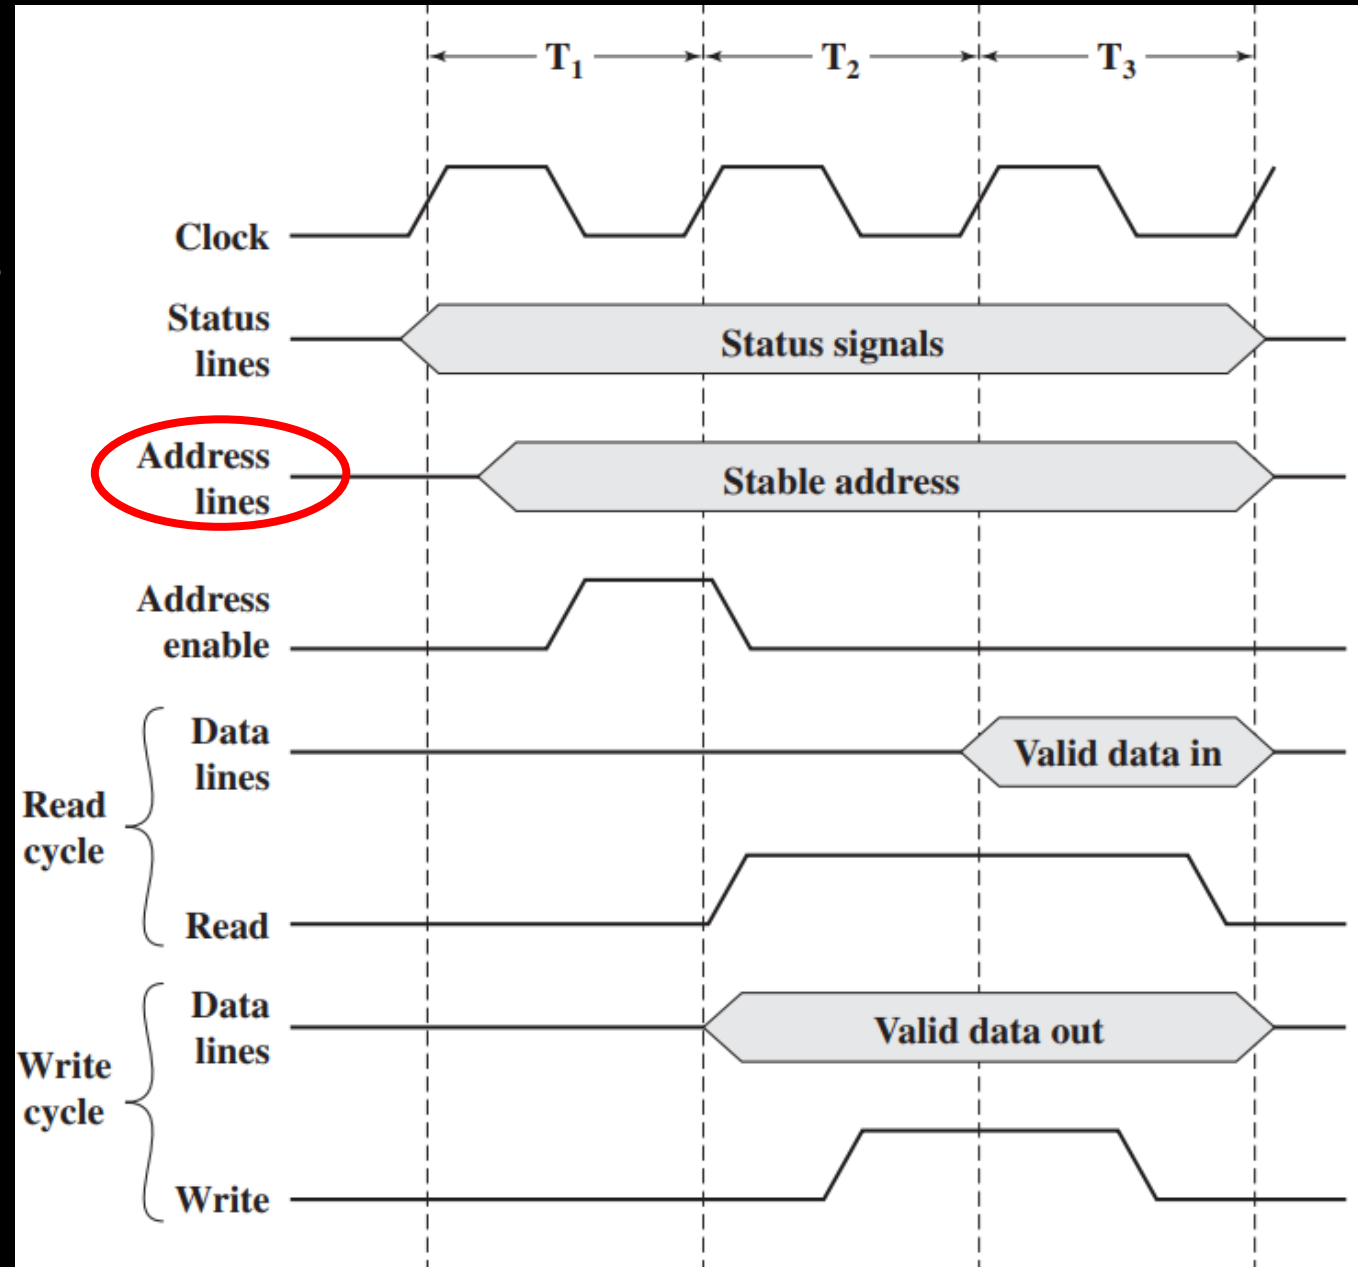 T1
T2
T3
Clock
Status
lines
Status signals
Address
lines
Stable address
Address
enable
Read
cycle
Data
lines
Valid data in
Read
Write
cycle
Data
lines
Valid data out
Write